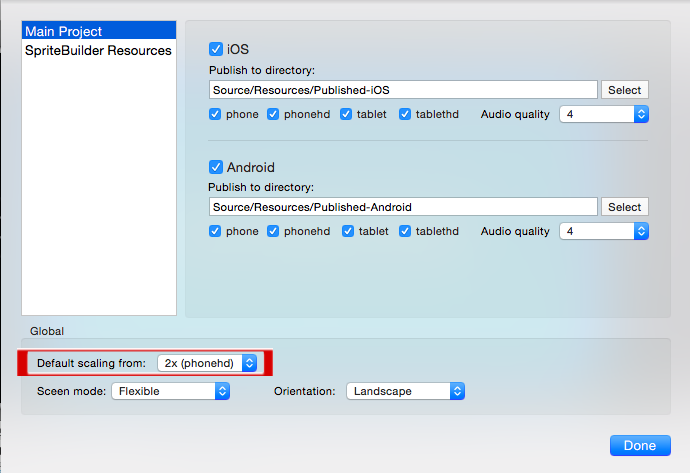 Main Project
SpriteBuilder Resources
iOS
Publish to directory:
Source/Resources/Published-iOS Select
phone phonehd tablet tablethd Audio quality 4
Android
Publish to directory:
Source/Resources/Published-Android Select
phone phonehd tablet tablethd Audio quality 4
Global
Default scaling from: 2x (phonehd)
Sceen mode: Flexible Orientation: Landscape
Done